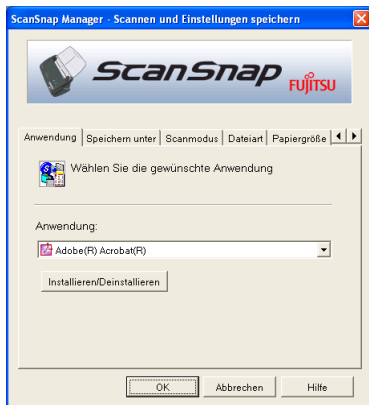 ScanSnap Manager - Scannen und Einstellungen speichern
ScanSnap
FUJITSU
Anwendung Speichern unter Scanmodus Dateiart Papiergröße
Wählen Sie die gewünschte Anwendung
Anwendung:
Adobe(R) Acrobat(R)
Installieren/Deinstallieren
OK Abbrechen Hilfe